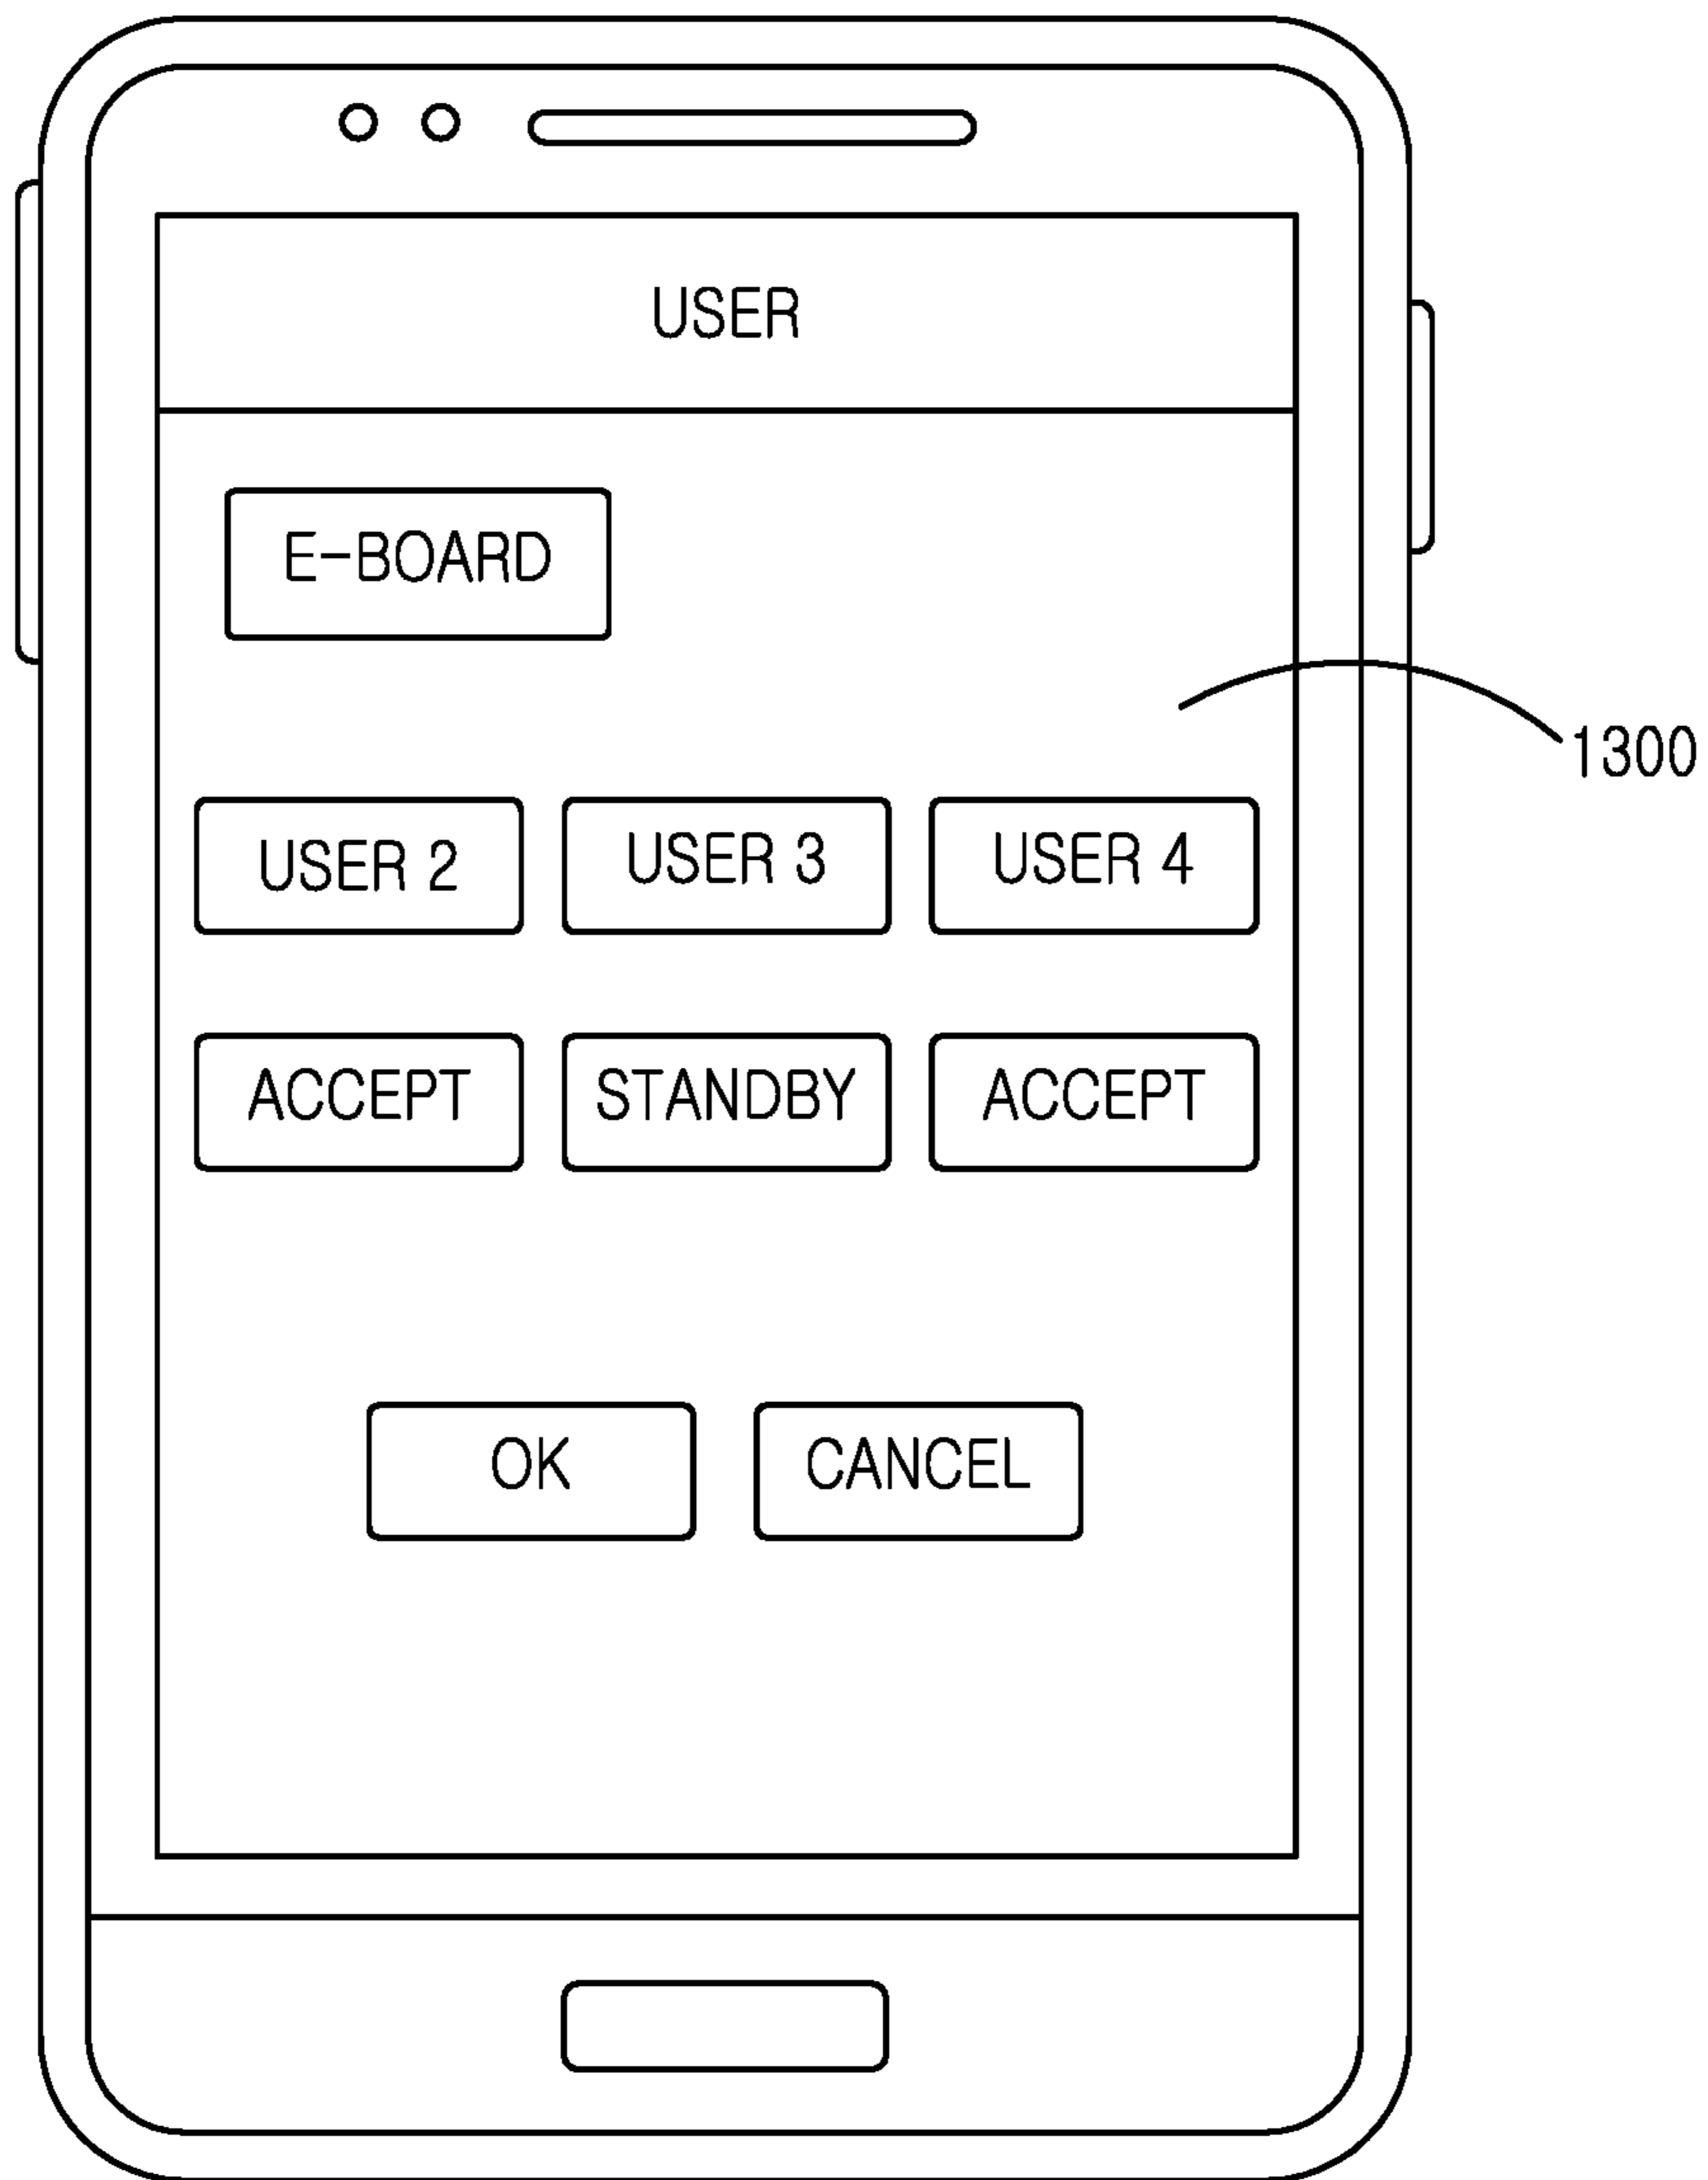 USER
E-BOARD
1300
USER 2 USER 3 USER 4
ACCEPT STANDBY ACCEPT
OK CANCEL